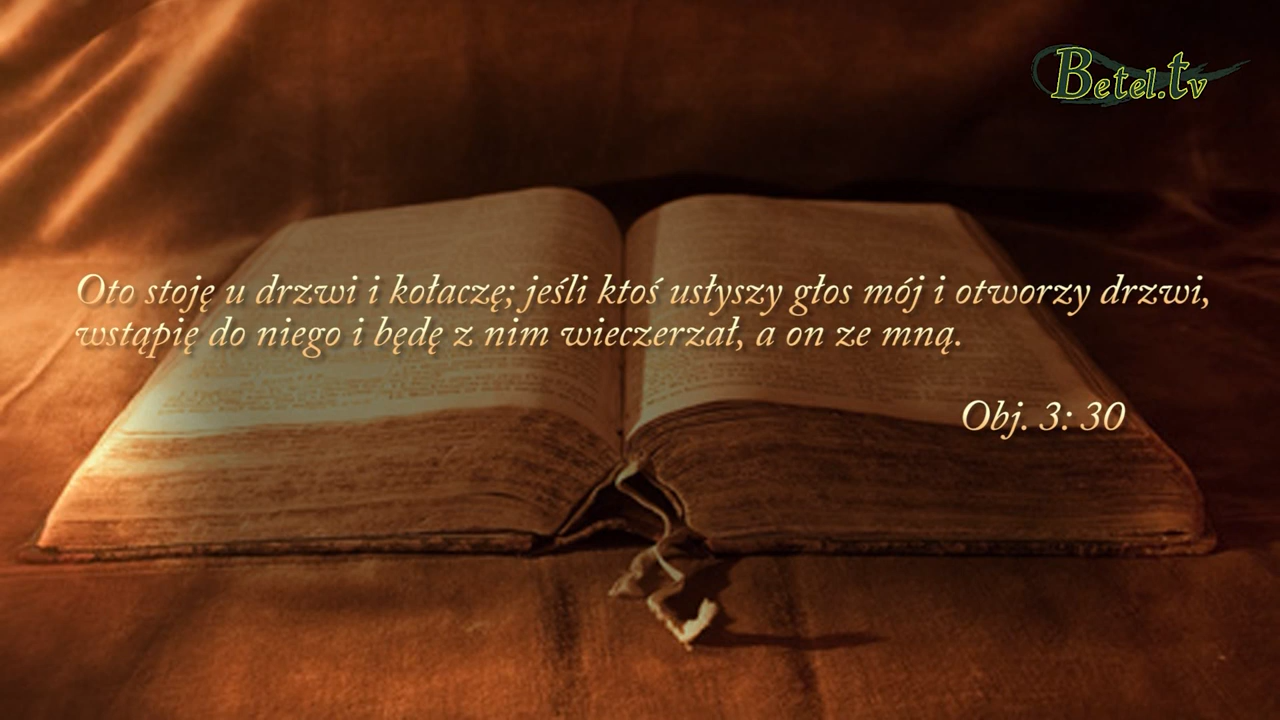 Betel.tv
Oto stoję u drzwi i kołaczę; jeśli ktoś usłyszy głos mój i otworzy drzwi,
wstąpię do niego i będę z nim wieczerzał, a on ze mną.
Obj. 3: 30